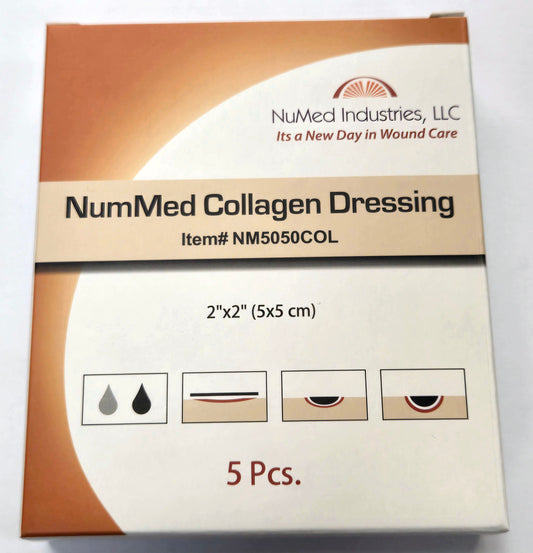 NuMed Industries, LLC
Its a New Day in Wound Care
NumMed Collagen Dressing
Item# NM5050COL
2"x2" (5x5 cm)
5 Pcs.